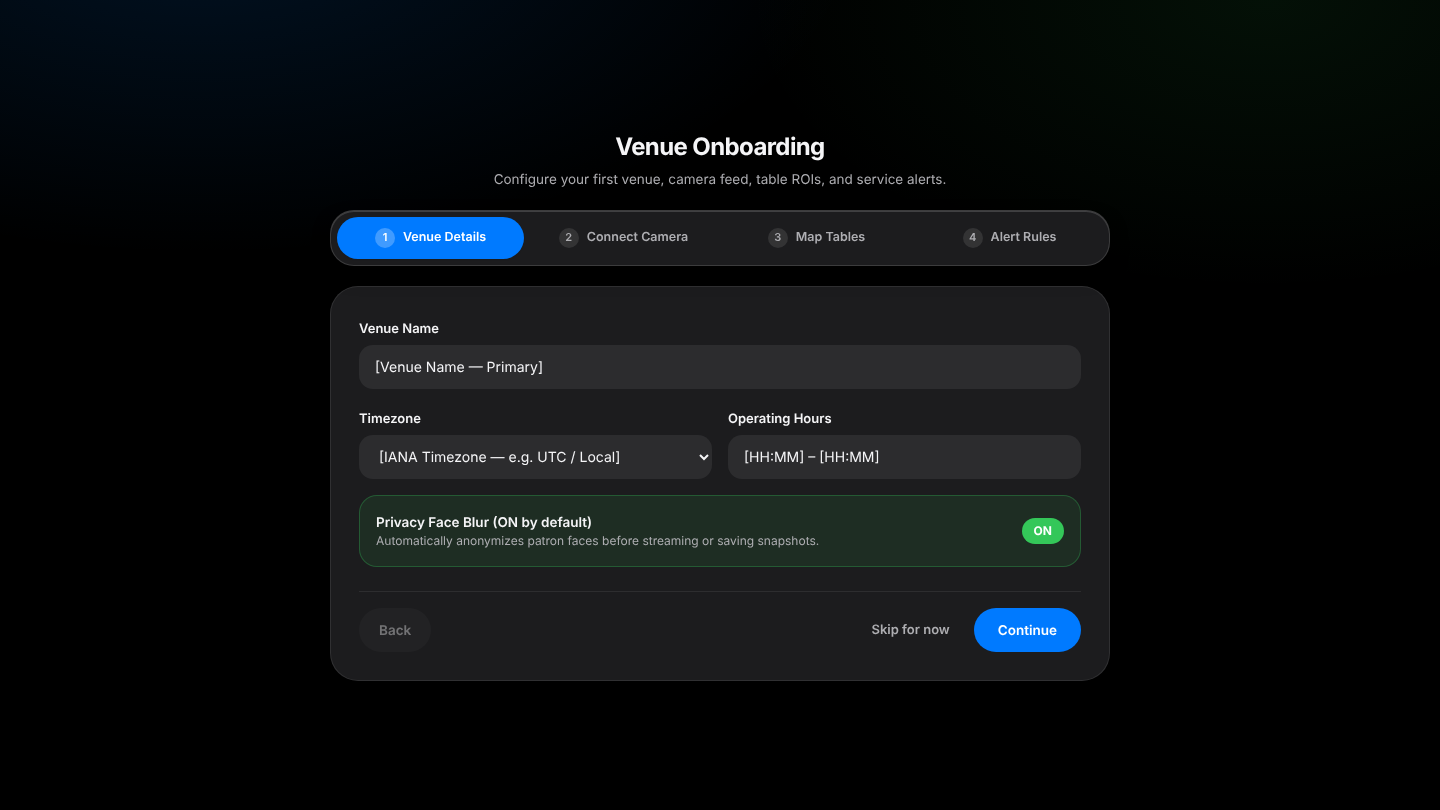 Venue Onboarding
Configure your first venue, camera feed, table ROIs, and service alerts.
1 Venue Details
2 Connect Camera
3 Map Tables
4 Alert Rules
Venue Name
[Venue Name — Primary]
Timezone
Operating Hours
[IANA Timezone — e.g. UTC / Local]
[HH:MM] – [HH:MM]
Privacy Face Blur (ON by default)
Automatically anonymizes patron faces before streaming or saving snapshots.
ON
Back
Skip for now
Continue